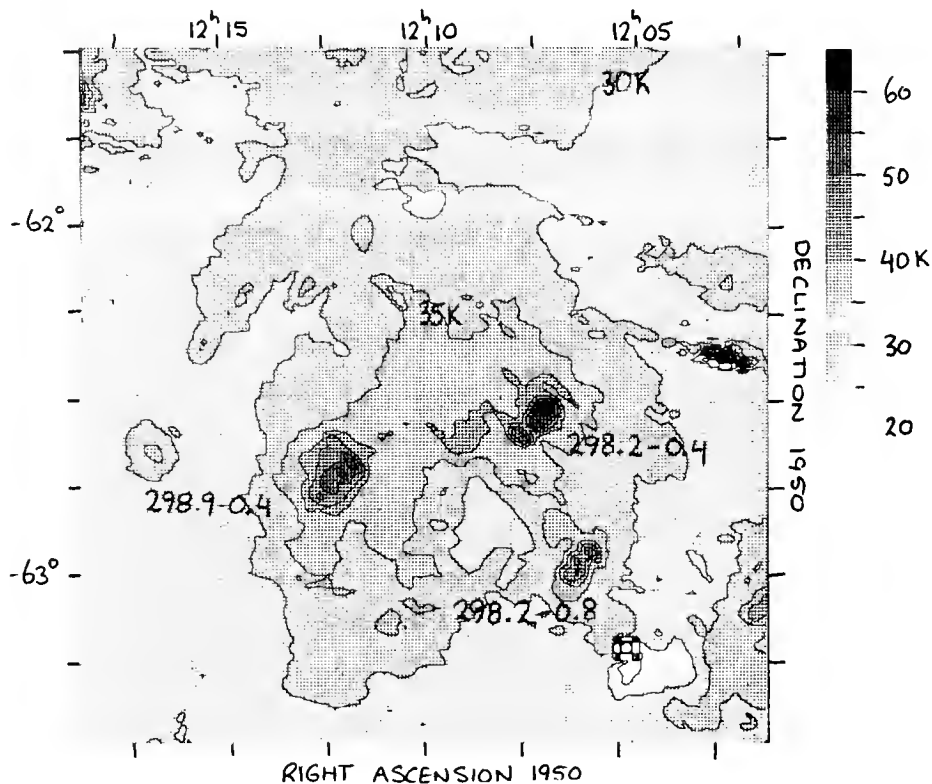 12ʰ15 12ʰ10 12ʰ05
30K
60
50
-62°
40K
35K
30
20
298.2-0.4
298.9-0.4
-63°
298.2-0.8
DECLINATION 1950
RIGHT ASCENSION 1950